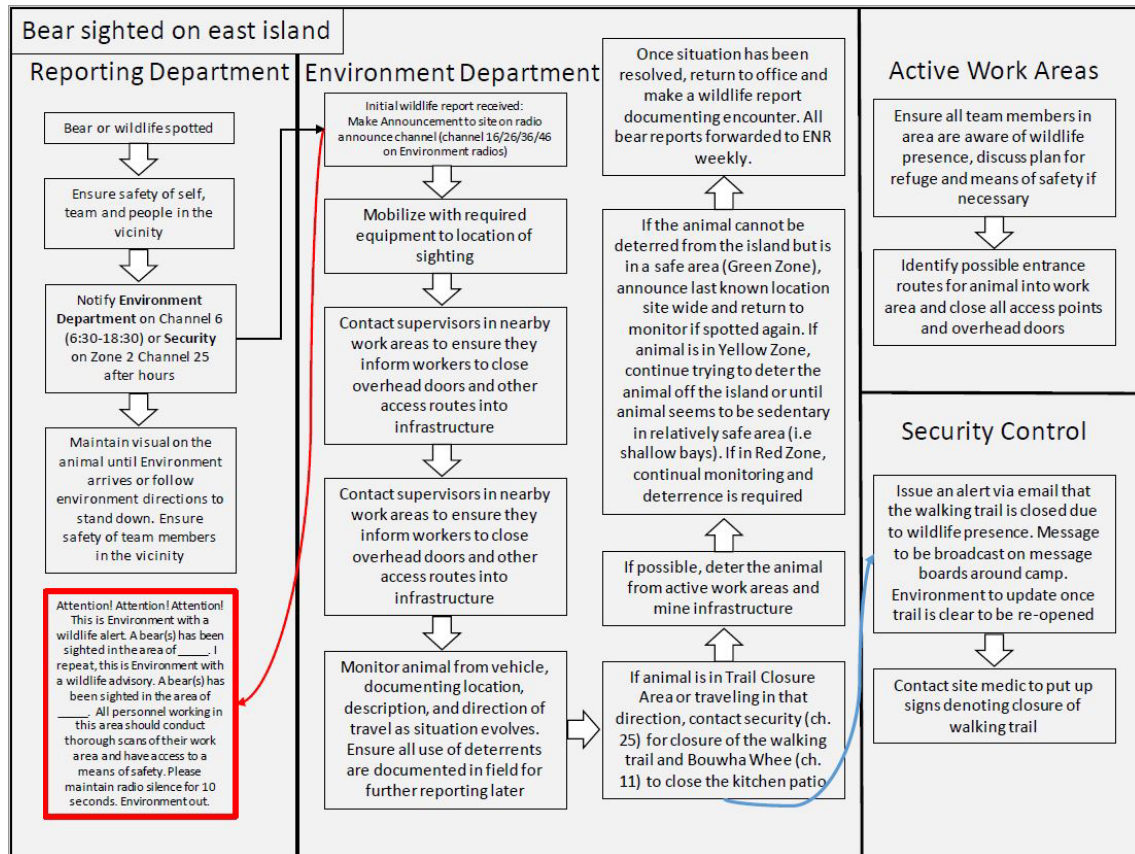 Bear sighted on east island
Reporting Department
Bear or wildlife spotted
Ensure safety of self,
team and people in the
vicinity
Notify Environment
Department on Channel 6
(6:30-18:30) or Security
on Zone 2 Channel 25
after hours
Maintain visual on the
animal until Environment
arrives or follow
environment directions to
stand down. Ensure
safety of team members
in the vicinity
Attention! Attention! Attention!
This is Environment with a
wildlife alert. A bear(s) has been
sighted in the area of _____. I
repeat, this is Environment with
a wildlife advisory. A bear(s) has
been sighted in the area of
_____. All personnel working in
this area should conduct
thorough scans of their work
area and have access to a
means of safety. Please
maintain radio silence for 10
seconds. Environment out.
Environment Department
Initial wildlife report received:
Make Announcement to site on radio
announce channel (channel 16/26/36/46
on Environment radios)
Mobilize with required
equipment to location of
sighting
Contact supervisors in nearby
work areas to ensure they
inform workers to close
overhead doors and other
access routes into
infrastructure
Contact supervisors in nearby
work areas to ensure they
inform workers to close
overhead doors and other
access routes into
infrastructure
Monitor animal from vehicle,
documenting location,
description, and direction of
travel as situation evolves.
Ensure all use of deterrents
are documented in field for
further reporting later
If animal is in Trail Closure
Area or traveling in that
direction, contact security (ch.
25) for closure of the walking
trail and Bouwha Whee (ch.
11) to close the kitchen patio
If possible, deter the animal
from active work areas and
mine infrastructure
If the animal cannot be
deterred from the island but is
in a safe area (Green Zone),
announce last known location
site wide and return to
monitor if spotted again. If
animal is in Yellow Zone,
continue trying to deter the
animal off the island or until
animal seems to be sedentary
in relatively safe area (i.e
shallow bays). If in Red Zone,
continual monitoring and
deterrence is required
Once situation has been
resolved, return to office and
make a wildlife report
documenting encounter. All
bear reports forwarded to ENR
weekly.
Active Work Areas
Ensure all team members in
area are aware of wildlife
presence, discuss plan for
refuge and means of safety if
necessary
Identify possible entrance
routes for animal into work
area and close all access points
and overhead doors
Security Control
Issue an alert via email that
the walking trail is closed due
to wildlife presence. Message
to be broadcast on message
boards around camp.
Environment to update once
trail is clear to be re-opened
Contact site medic to put up
signs denoting closure of
walking trail